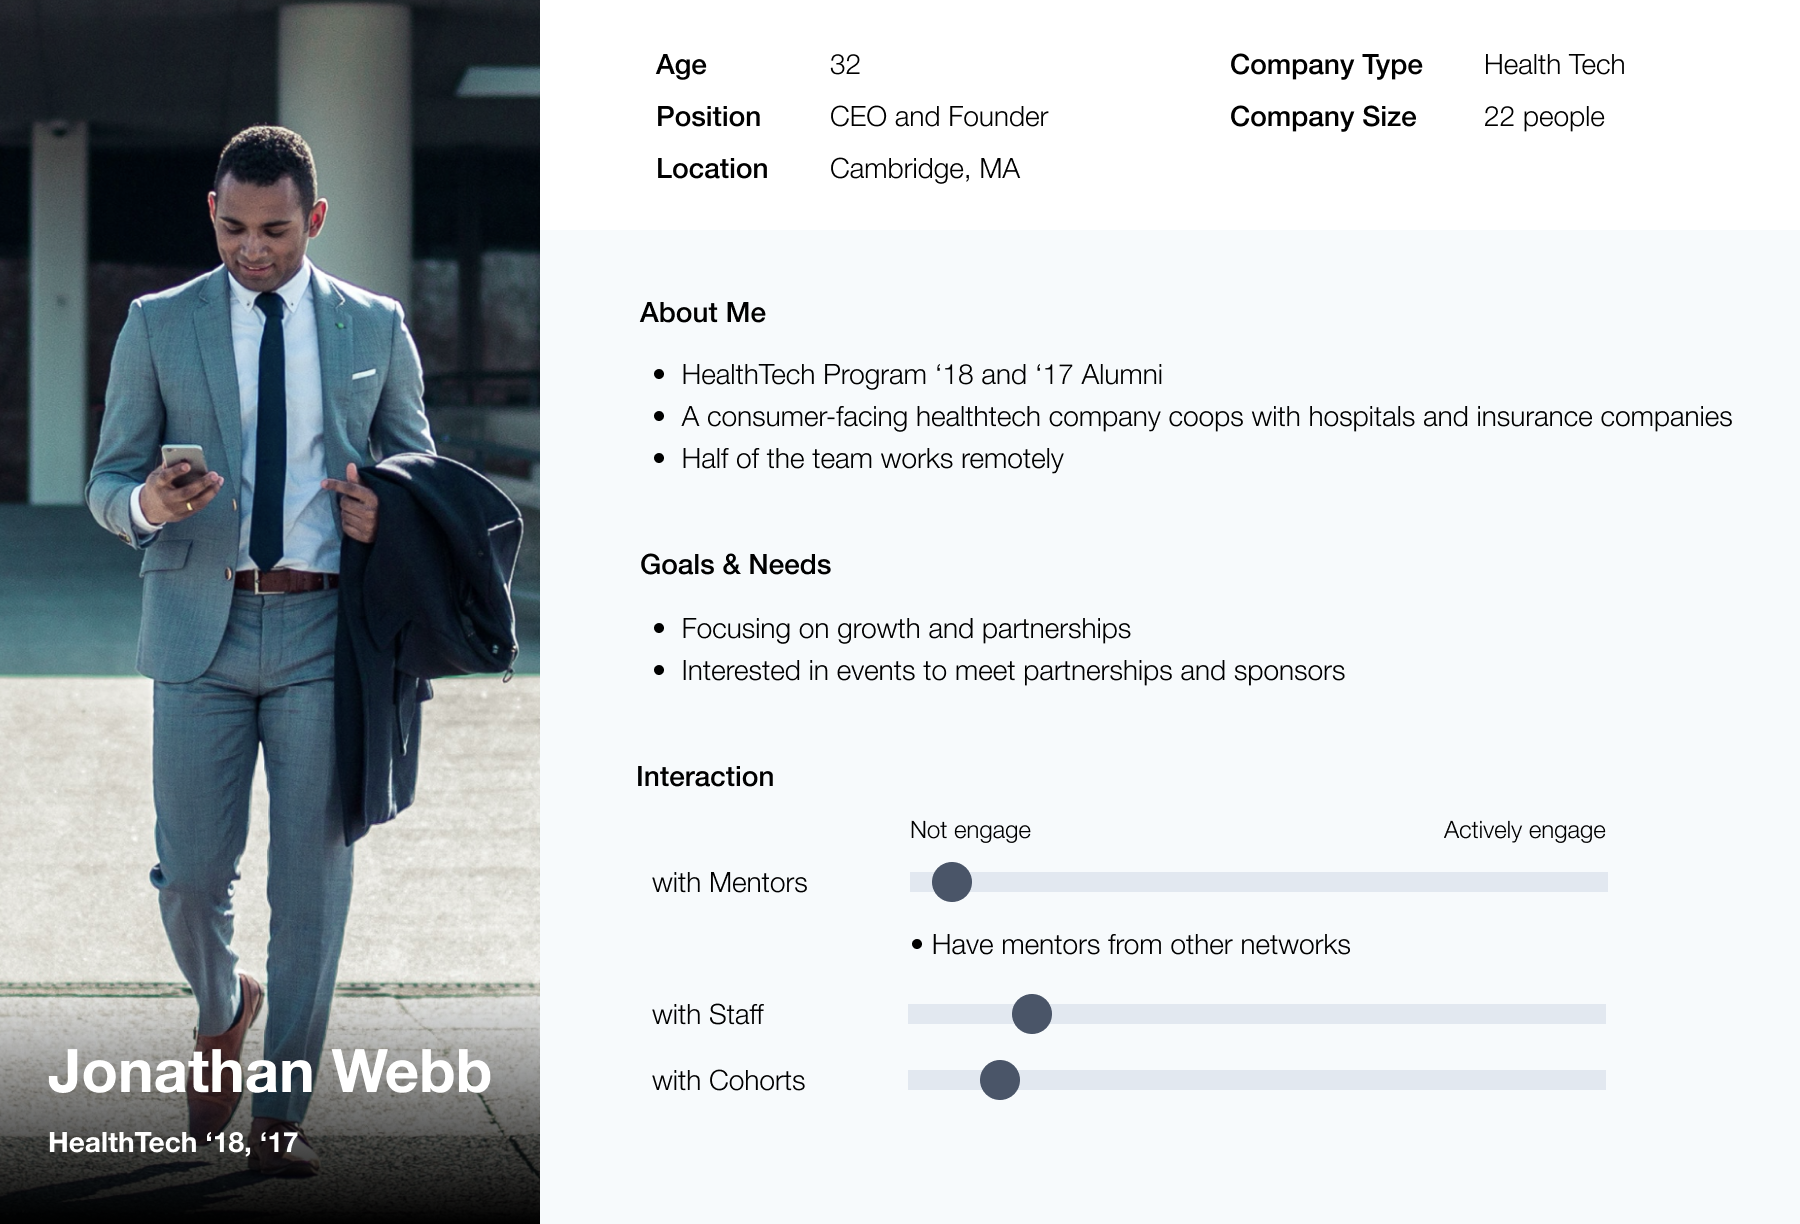 Jonathan Webb
HealthTech ‘18, ‘17
Age 32
Position CEO and Founder
Location Cambridge, MA
Company Type Health Tech
Company Size 22 people
About Me
• HealthTech Program ‘18 and ‘17 Alumni
• A consumer-facing healthtech company coops with hospitals and insurance companies
• Half of the team works remotely
Goals & Needs
• Focusing on growth and partnerships
• Interested in events to meet partnerships and sponsors
Interaction
Not engage Actively engage
with Mentors
• Have mentors from other networks
with Staff
with Cohorts